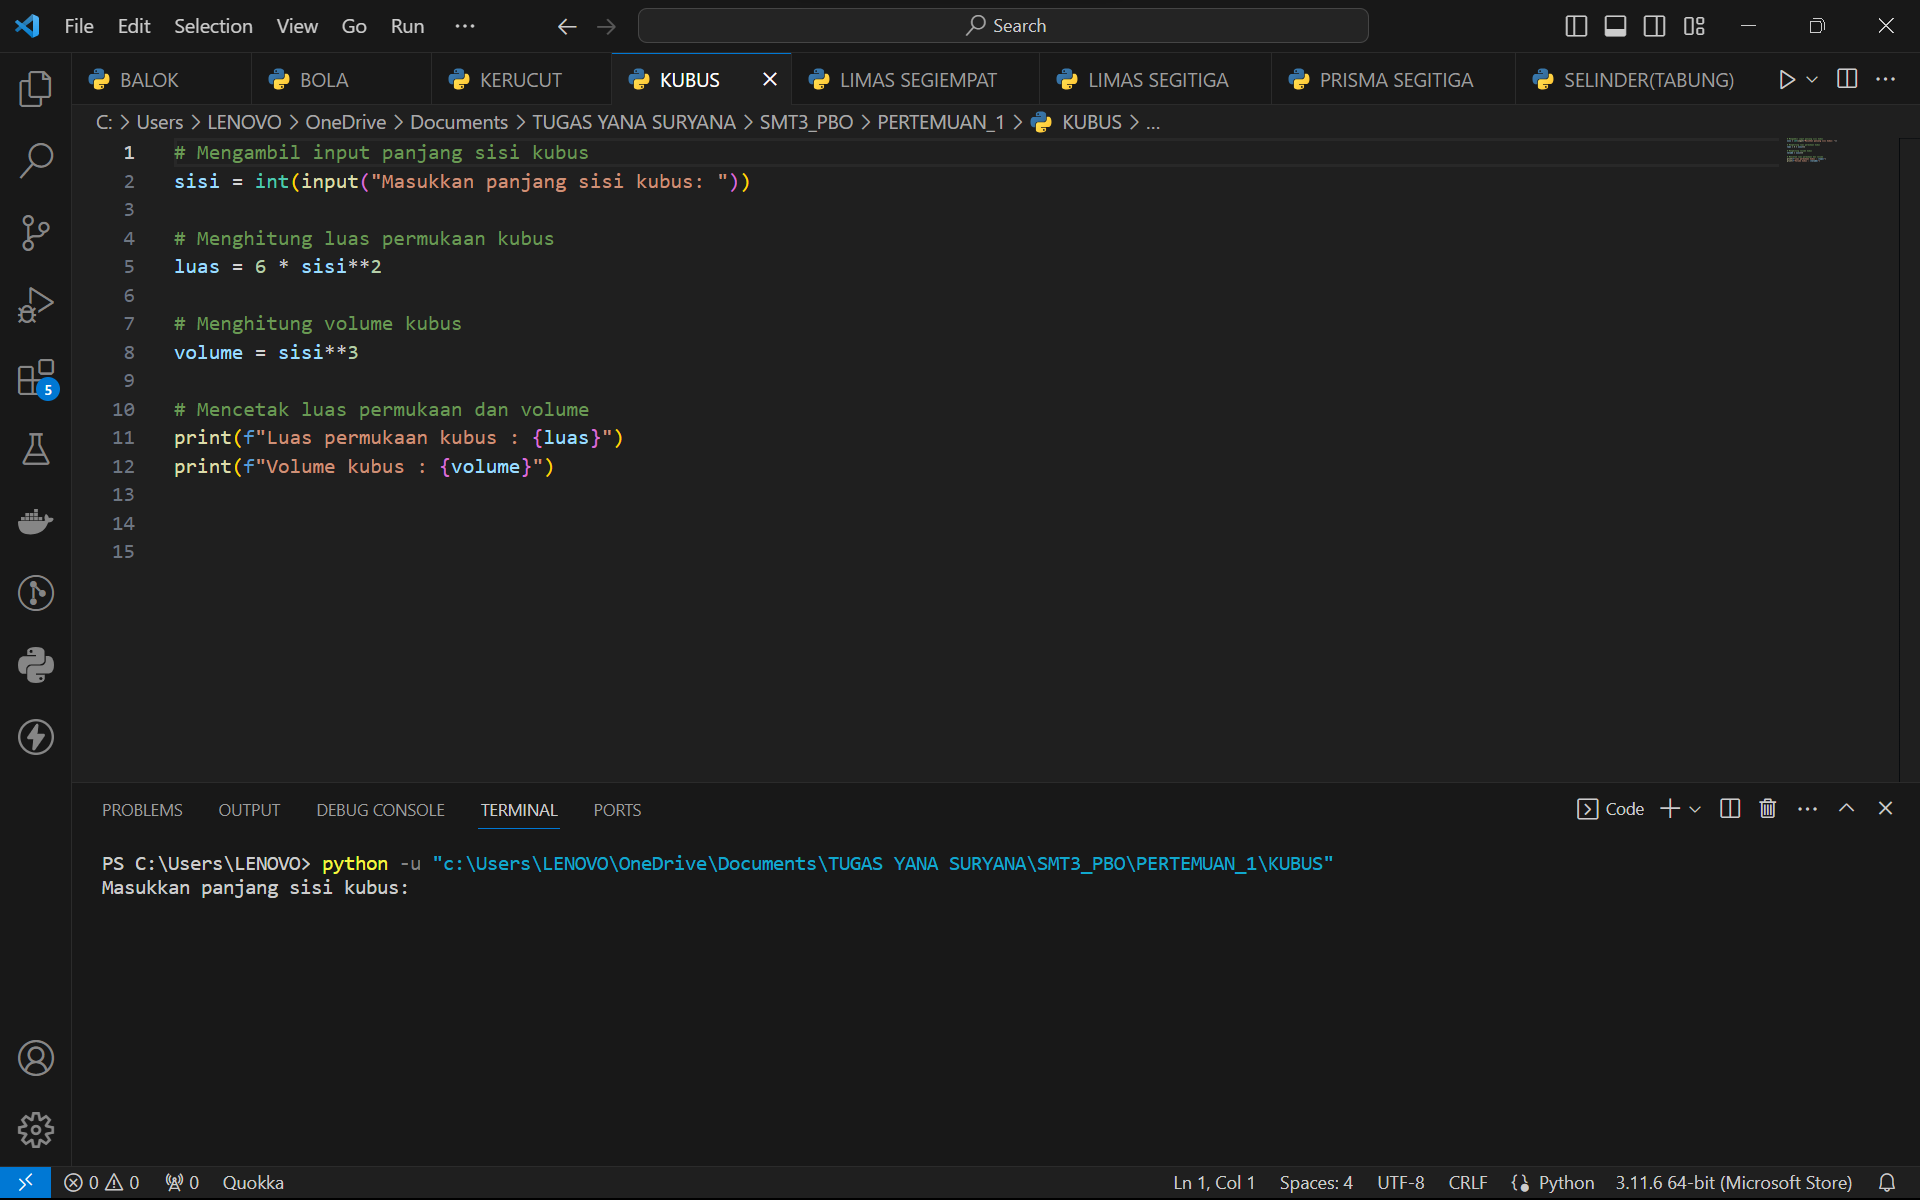 File Edit Selection View Go Run ··· Search
BALOK BOLA KERUCUT KUBUS LIMAS SEGIEMPAT LIMAS SEGITIGA PRISMA SEGITIGA SELINDER(TABUNG)
C: > Users > LENOVO > OneDrive > Documents > TUGAS YANA SURYANA > SMT3_PBO > PERTEMUAN_1 > KUBUS > ...
1 # Mengambil input panjang sisi kubus
2 sisi = int(input("Masukkan panjang sisi kubus: "))
3
4 # Menghitung luas permukaan kubus
5 luas = 6 * sisi**2
6
7 # Menghitung volume kubus
8 volume = sisi**3
9
10 # Mencetak luas permukaan dan volume
11 print(f"Luas permukaan kubus : {luas}")
12 print(f"Volume kubus : {volume}")
13
14
15
5
PROBLEMS OUTPUT DEBUG CONSOLE TERMINAL PORTS Code
PS C:\Users\LENOVO> python -u "c:\Users\LENOVO\OneDrive\Documents\TUGAS YANA SURYANA\SMT3_PBO\PERTEMUAN_1\KUBUS"
Masukkan panjang sisi kubus:
0 0 0 Quokka Ln 1, Col 1 Spaces: 4 UTF-8 CRLF Python 3.11.6 64-bit (Microsoft Store)